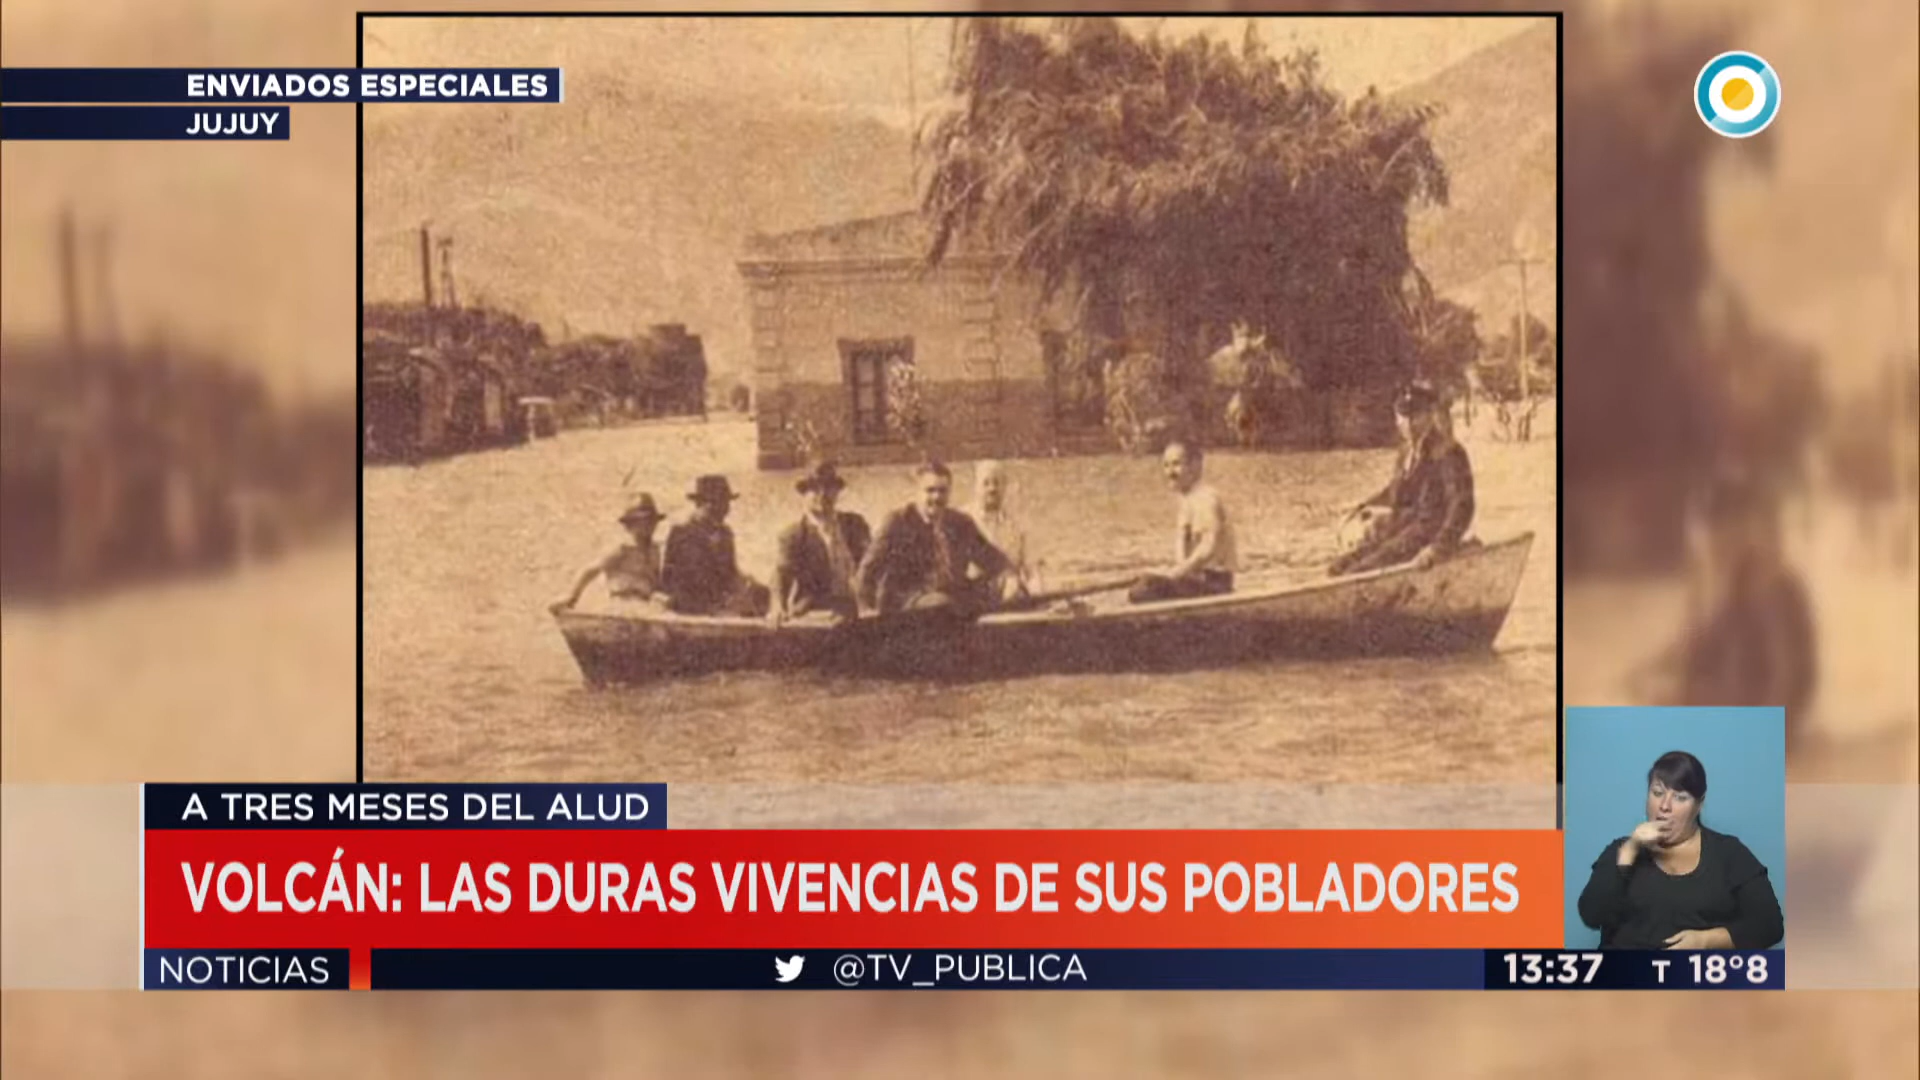 ENVIADOS ESPECIALES
JUJUY
A TRES MESES DEL ALUD
VOLCÁN: LAS DURAS VIVENCIAS DE SUS POBLADORES
NOTICIAS
@TV_PUBLICA
13:37 T 18°8